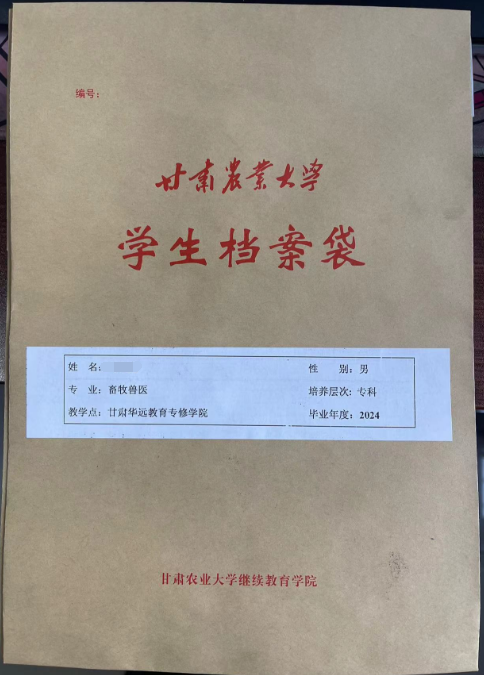 编号：
甘肃农業大学
学生档案袋
姓 名：
性 别：男
专 业：畜牧兽医
培养层次：专科
教学点：甘肃华远教育专修学院
毕业年度：2024
甘肃农业大学继续教育学院